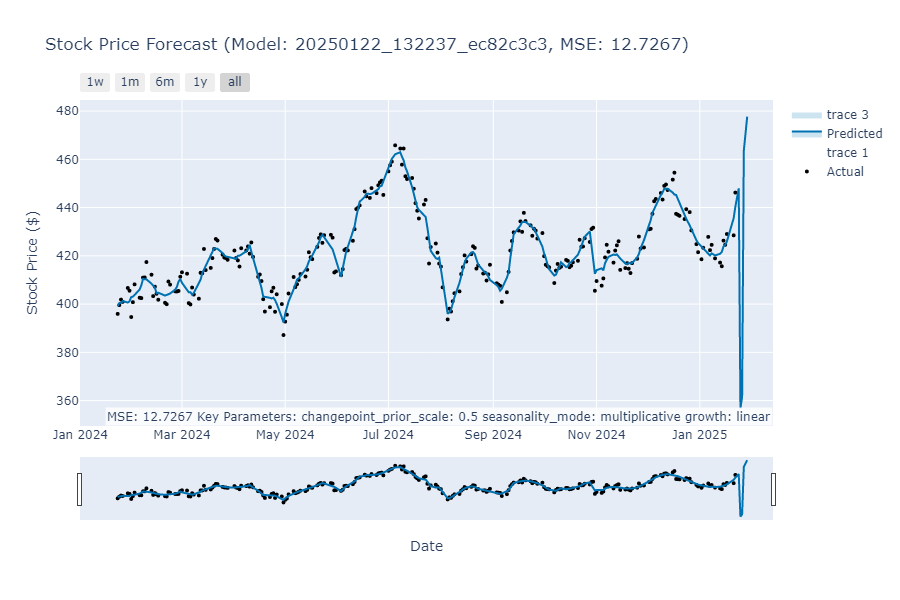 Stock Price Forecast (Model: 20250122_132237_ec82c3c3, MSE: 12.7267)
1w 1m 6m 1y all
480
460
440
420
400
380
360
Stock Price ($)
trace 3
Predicted
trace 1
Actual
MSE: 12.7267 Key Parameters: changepoint_prior_scale: 0.5 seasonality_mode: multiplicative growth: linear
Jan 2024 Mar 2024 May 2024 Jul 2024 Sep 2024 Nov 2024 Jan 2025
Date